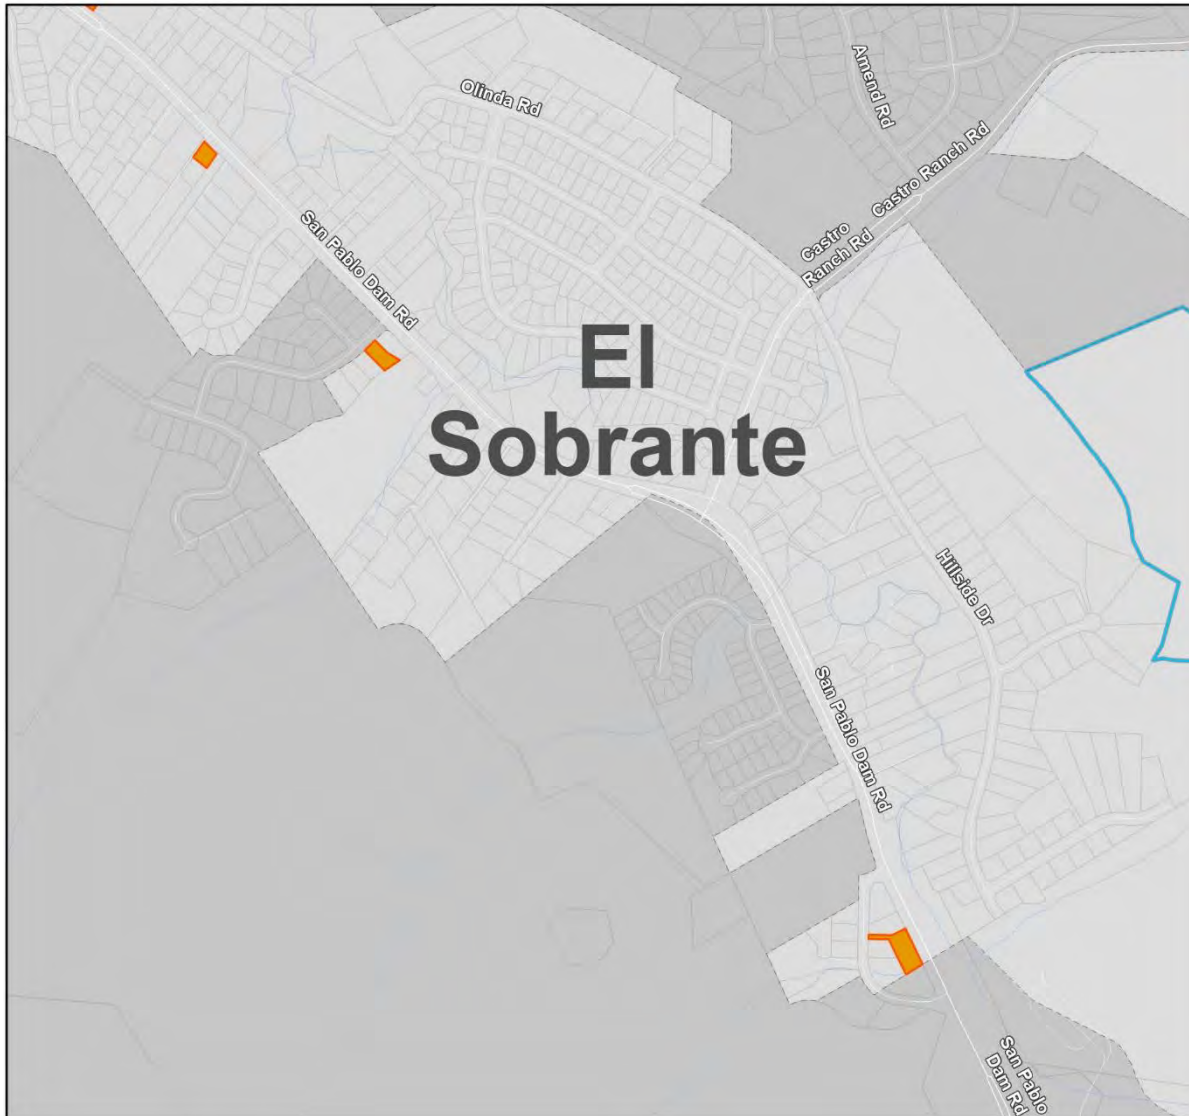 Olinda Rd
Amend Rd
Castro Ranch Rd
Castro
Ranch Rd
San Pablo Dam Rd
El
Sobrante
Hillside Dr
San Pablo Dam Rd
San Pablo
Dam Rd